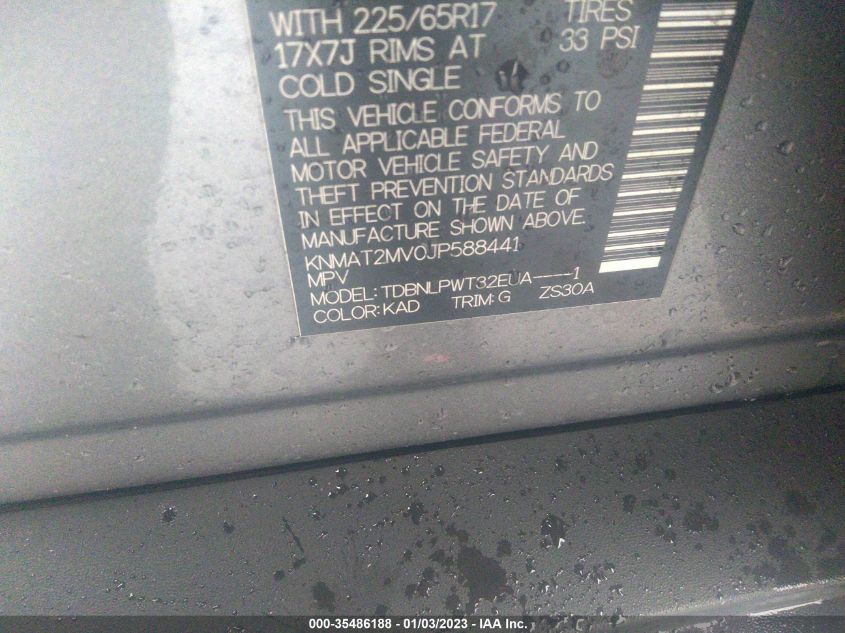 WITH 225/65R17 TIRES
17X7J RIMS AT 33 PSI
COLD SINGLE
THIS VEHICLE CONFORMS TO
ALL APPLICABLE FEDERAL
MOTOR VEHICLE SAFETY AND
THEFT PREVENTION STANDARDS
IN EFFECT ON THE DATE OF
MANUFACTURE SHOWN ABOVE.
KNMAT2MV0JP588441
MPV
MODEL: TDBNLPWT32EUA----1
COLOR: KAD TRIM: G ZS30A
000-35486188 - 01/03/2023 - IAA Inc.